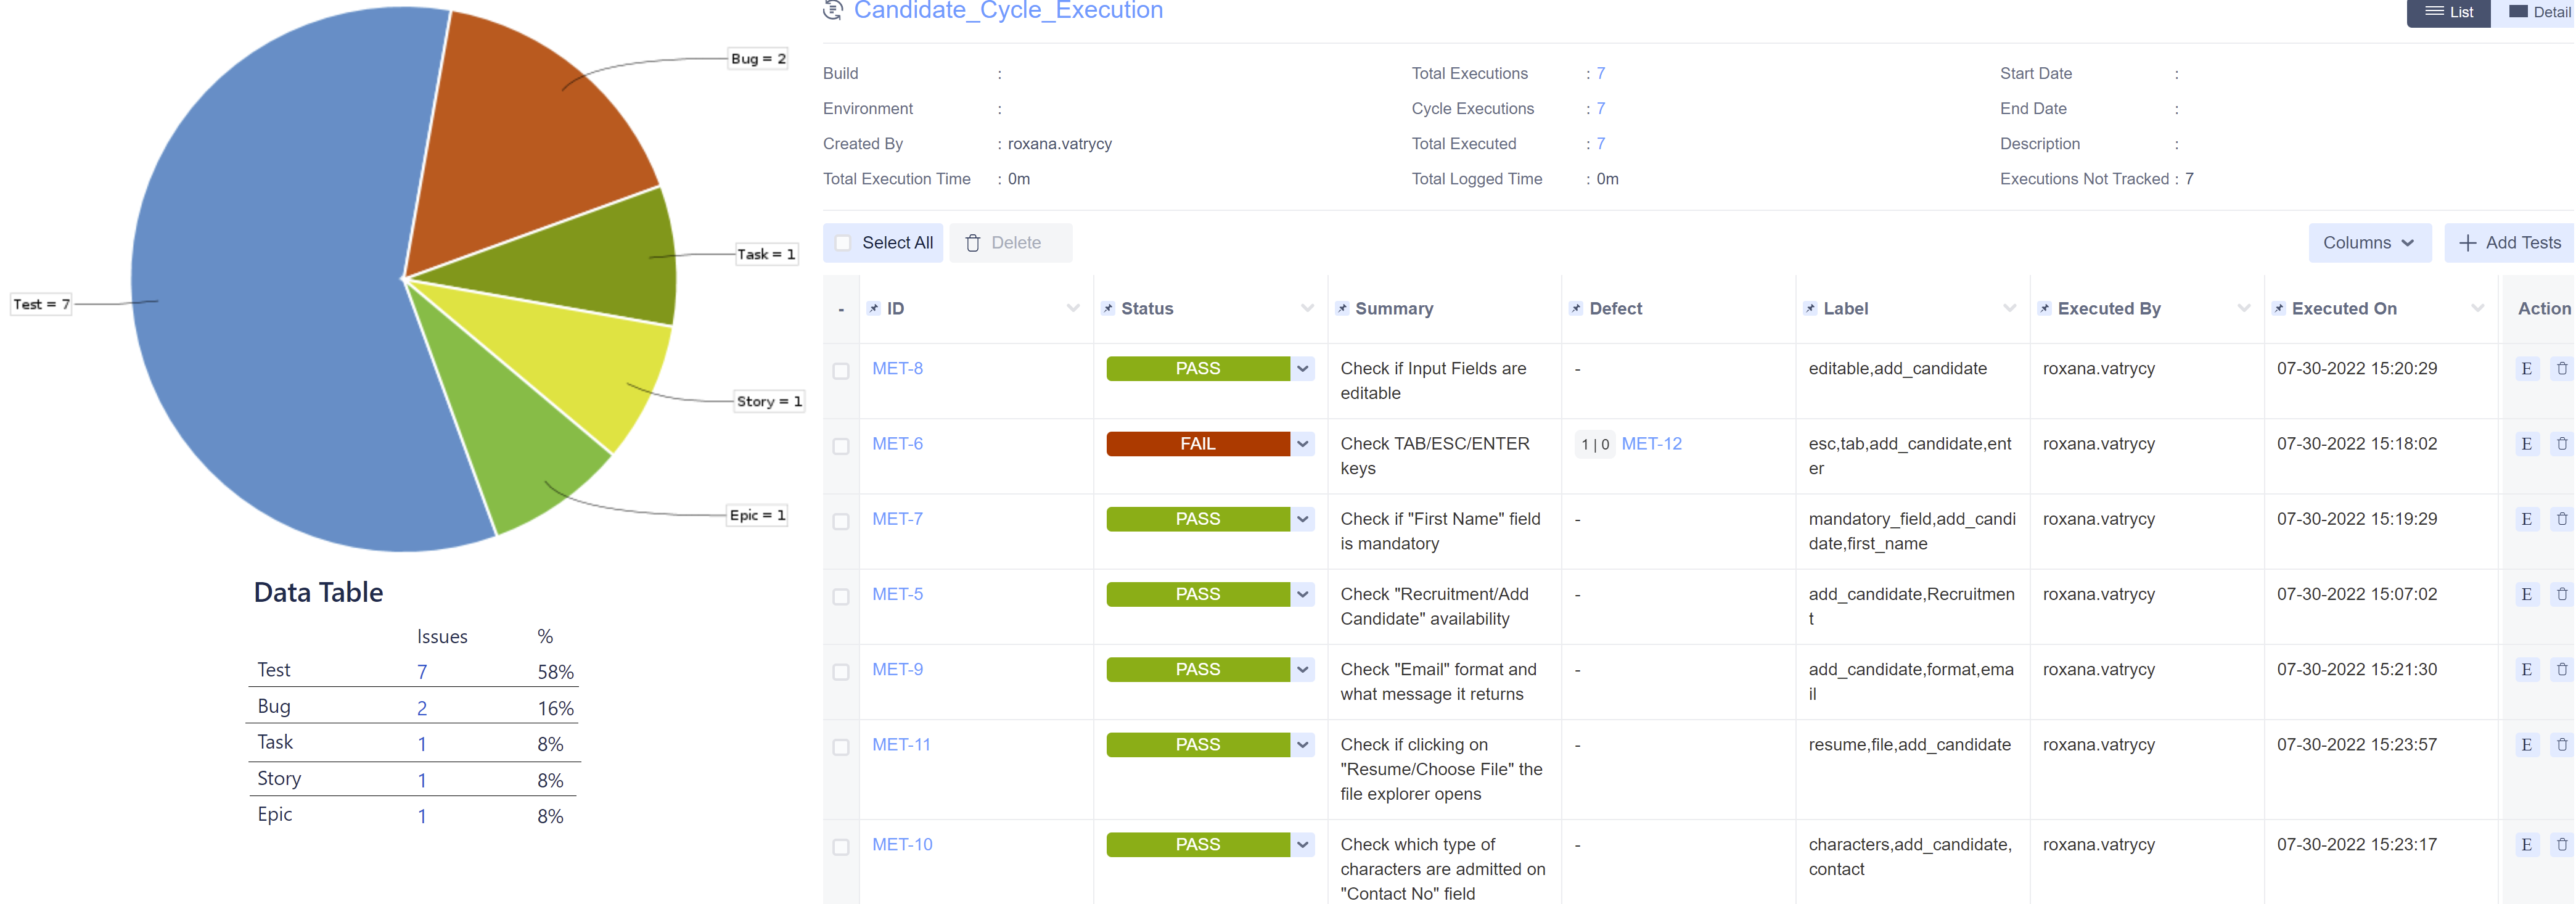 Bug = 2
Task = 1
Test = 7
Story = 1
Epic = 1
Data Table
Issues %
Test 7 58%
Bug 2 16%
Task 1 8%
Story 1 8%
Epic 1 8%
Candidate_Cycle_Execution
List Detail
Build : Total Executions : 7 Start Date :
Environment : Cycle Executions : 7 End Date :
Created By : roxana.vatrycy Total Executed : 7 Description :
Total Execution Time : 0m Total Logged Time : 0m Executions Not Tracked : 7
Select All Delete Columns + Add Tests
- ID Status Summary Defect Label Executed By Executed On Action
MET-8 PASS Check if Input Fields are - editable,add_candidate roxana.vatrycy 07-30-2022 15:20:29 E
editable
MET-6 FAIL Check TAB/ESC/ENTER 1 | 0 MET-12 esc,tab,add_candidate,ent roxana.vatrycy 07-30-2022 15:18:02 E
keys er
MET-7 PASS Check if "First Name" field - mandatory_field,add_candi roxana.vatrycy 07-30-2022 15:19:29 E
is mandatory date,first_name
MET-5 PASS Check "Recruitment/Add - add_candidate,Recruitmen roxana.vatrycy 07-30-2022 15:07:02 E
Candidate" availability t
MET-9 PASS Check "Email" format and - add_candidate,format,ema roxana.vatrycy 07-30-2022 15:21:30 E
what message it returns il
MET-11 PASS Check if clicking on - resume,file,add_candidate roxana.vatrycy 07-30-2022 15:23:57 E
"Resume/Choose File" the
file explorer opens
MET-10 PASS Check which type of - characters,add_candidate, roxana.vatrycy 07-30-2022 15:23:17 E
characters are admitted on contact
"Contact No" field